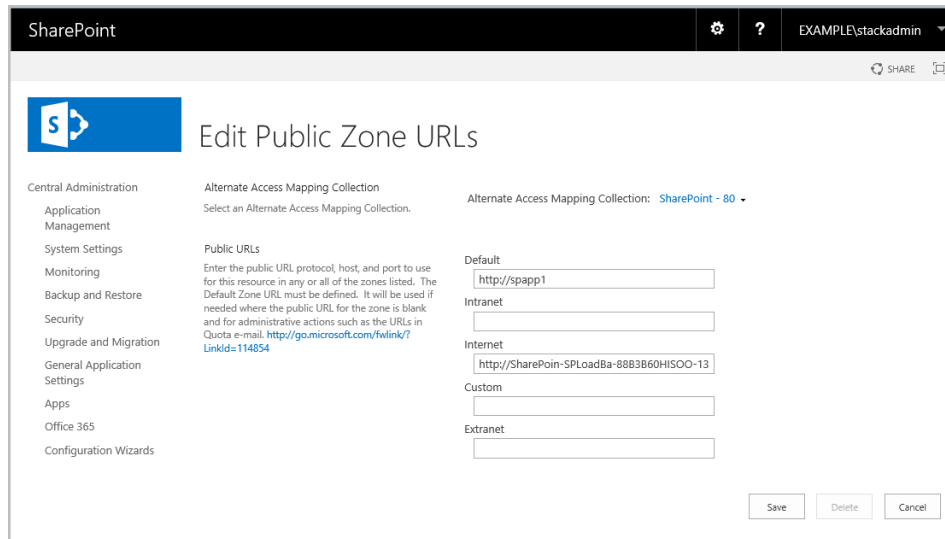 SharePoint
?
EXAMPLE\stackadmin
SHARE
S
Edit Public Zone URLs
Central Administration
Application
Management
System Settings
Monitoring
Backup and Restore
Security
Upgrade and Migration
General Application
Settings
Apps
Office 365
Configuration Wizards
Alternate Access Mapping Collection
Select an Alternate Access Mapping Collection.
Alternate Access Mapping Collection: SharePoint - 80
Public URLs
Enter the public URL protocol, host, and port to use
for this resource in any or all of the zones listed. The
Default Zone URL must be defined. It will be used if
needed where the public URL for the zone is blank
and for administrative actions such as the URLs in
Quota e-mail. http://go.microsoft.com/fwlink/?
LinkId=114854
Default
http://spapp1
Intranet
Internet
http://SharePoin-SPLoadBa-88B3B60HISOO-13
Custom
Extranet
Save
Delete
Cancel